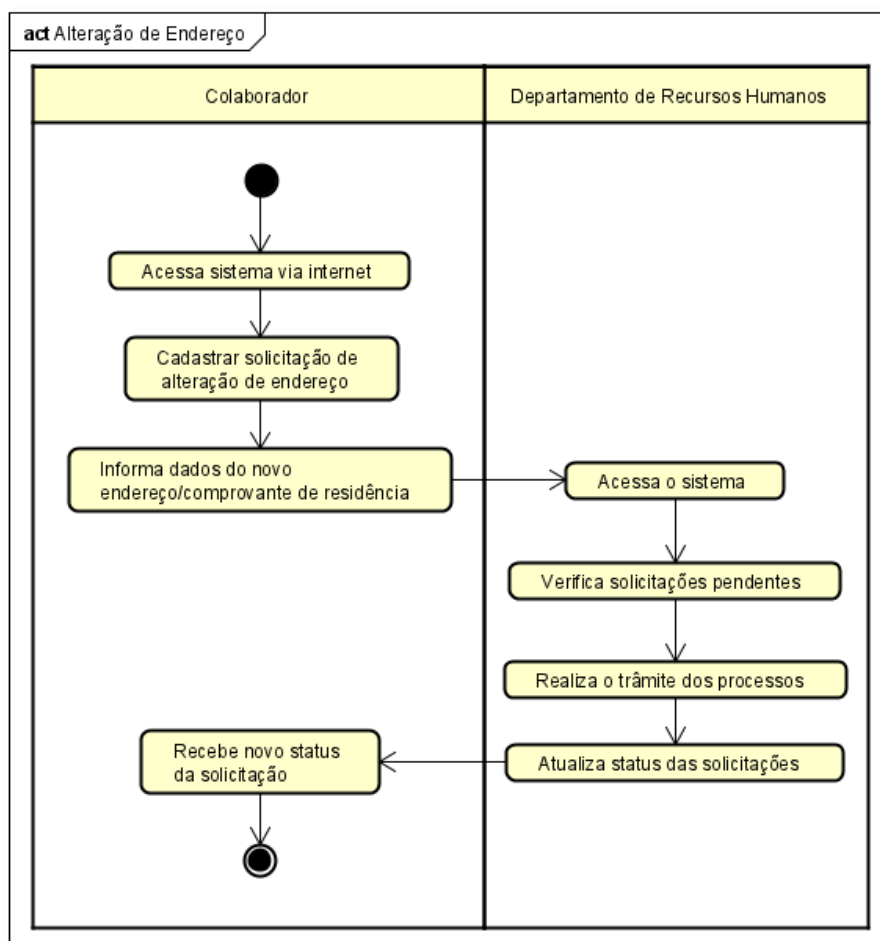 act Alteração de Endereço
Colaborador
Departamento de Recursos Humanos
Acessa sistema via internet
Cadastrar solicitação de
alteração de endereço
Informa dados do novo
endereço/comprovante de residência
Acessa o sistema
Verifica solicitações pendentes
Realiza o trâmite dos processos
Atualiza status das solicitações
Recebe novo status
da solicitação